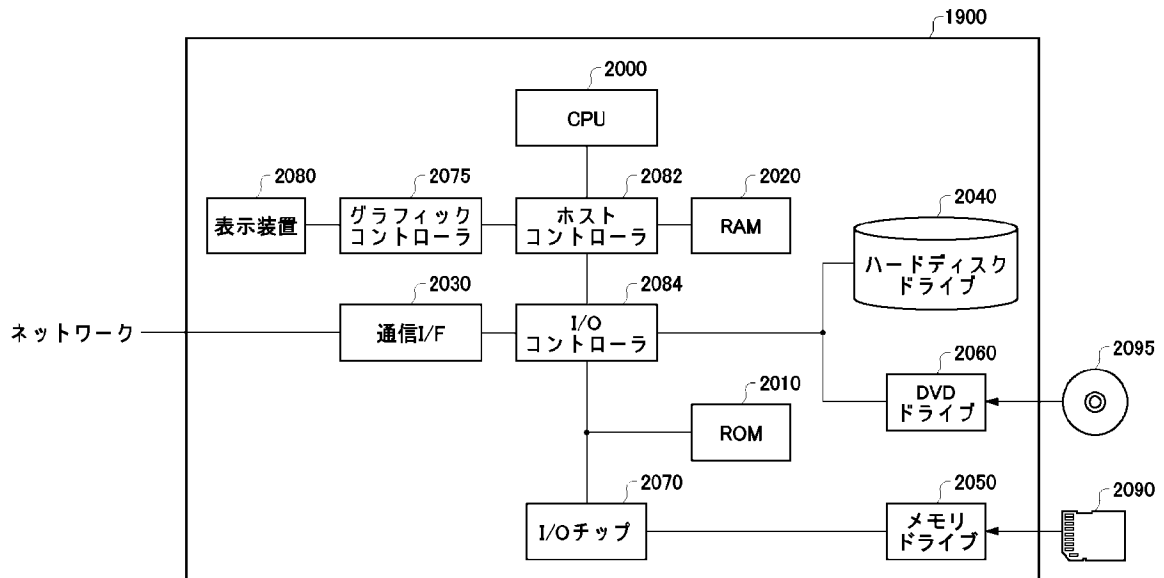 1900
2000
CPU
2080
表示装置
2075
グラフィック
コントローラ
2082
ホスト
コントローラ
2020
RAM
2040
ハードディスク
ドライブ
ネットワーク
2030
通信I/F
2084
I/O
コントローラ
2060
DVD
ドライブ
2095
2010
ROM
2070
I/Oチップ
2050
メモリ
ドライブ
2090